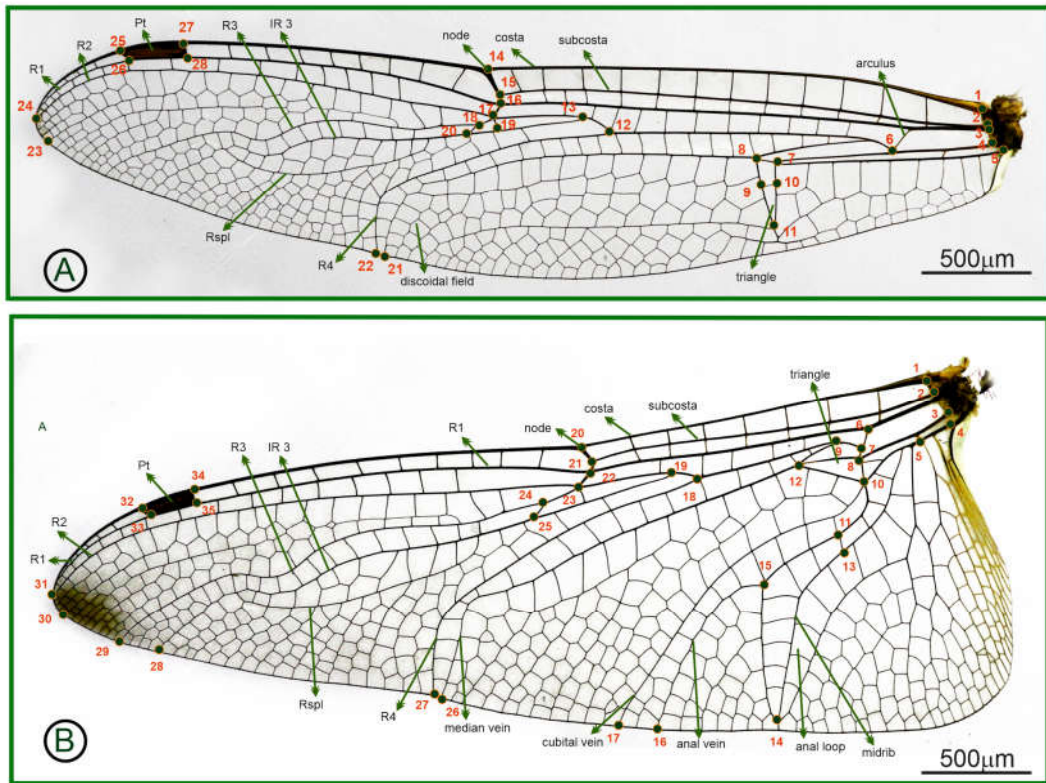 Pt
27
R3
IR 3
node
costa
subcosta
arculus
25
R2
26
28
14
R1
15
16
17
13
18
19
20
12
1
2
3
4
5
6
24
23
8
7
9
10
11
Rspl
R4
22
21
discoidal field
triangle
500μm
A
A
triangle
1
2
3
4
5
6
7
8
9
10
11
12
13
14
15
16
17
18
19
20
21
22
23
24
25
26
27
28
29
30
31
32
33
34
35
subcosta
costa
node
R1
IR 3
R3
Pt
R2
R1
Rspl
R4
median vein
cubital vein
anal vein
anal loop
midrib
500μm
B